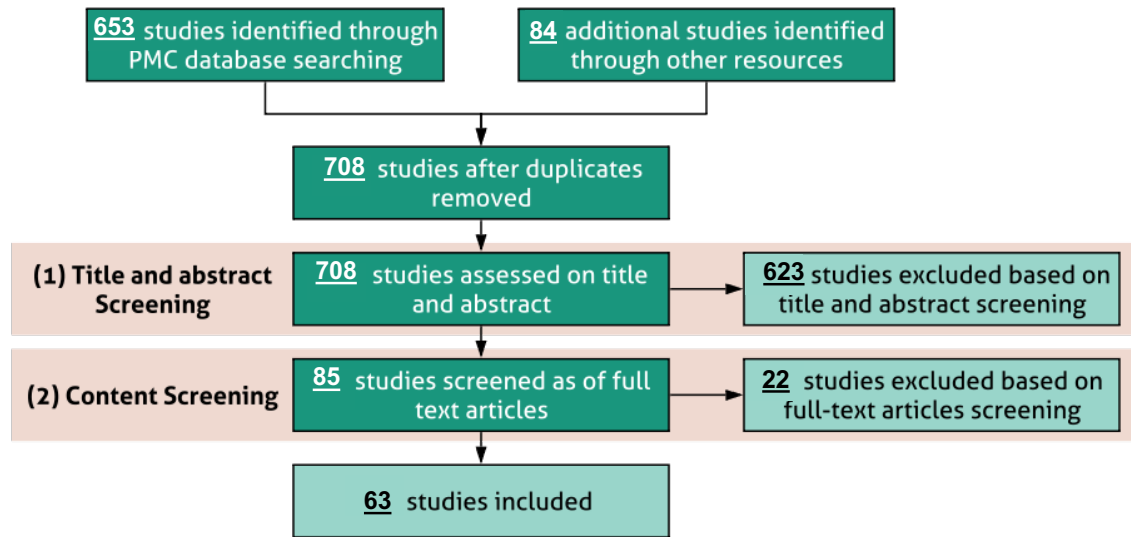 653 studies identified through
PMC database searching
84 additional studies identified
through other resources
708 studies after duplicates
removed
(1) Title and abstract
Screening
708 studies assessed on title
and abstract
623 studies excluded based on
title and abstract screening
(2) Content Screening
85 studies screened as of full
text articles
22 studies excluded based on
full-text articles screening
63 studies included